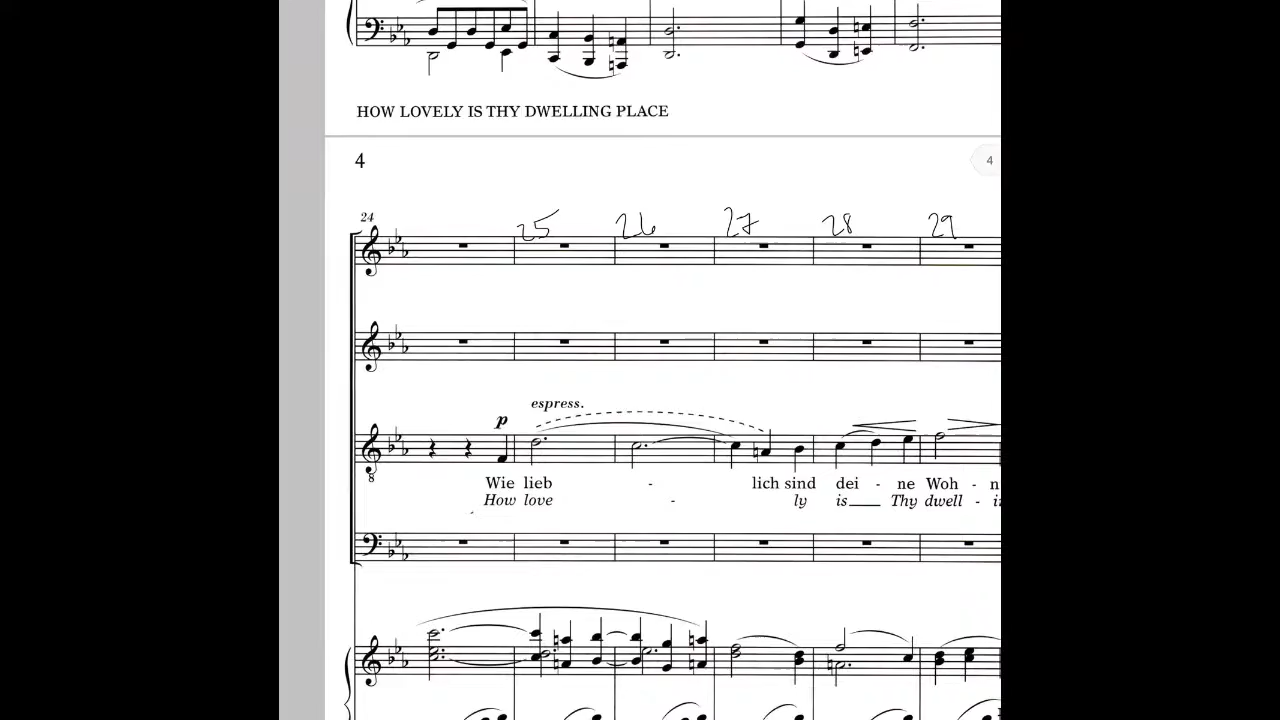 HOW LOVELY IS THY DWELLING PLACE
4
4
24 25 26 27 28 29
espress.
p
Wie lieb - lich sind dei - ne Woh - n
How love - ly is Thy dwell - i
8